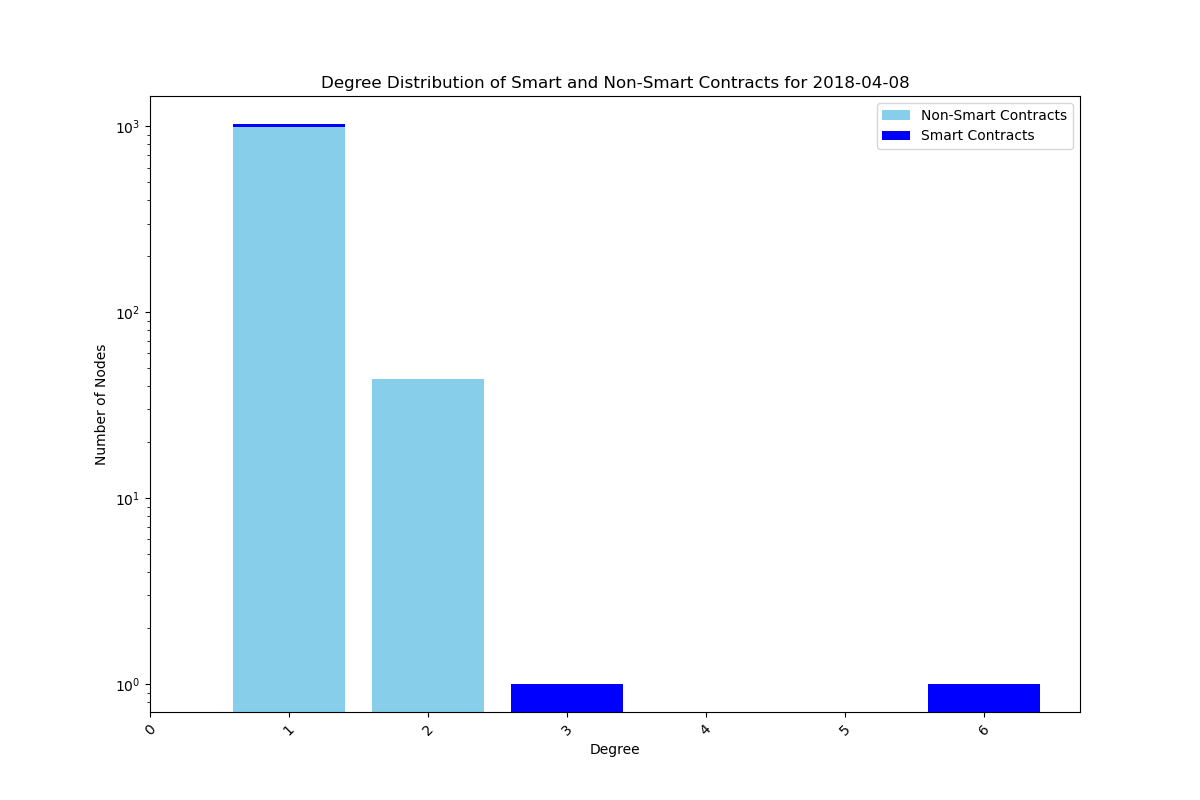 Degree Distribution of Smart and Non-Smart Contracts for 2018-04-08
Non-Smart Contracts
Smart Contracts
10³
10²
10¹
10⁰
Number of Nodes
0 1 2 3 4 5 6
Degree